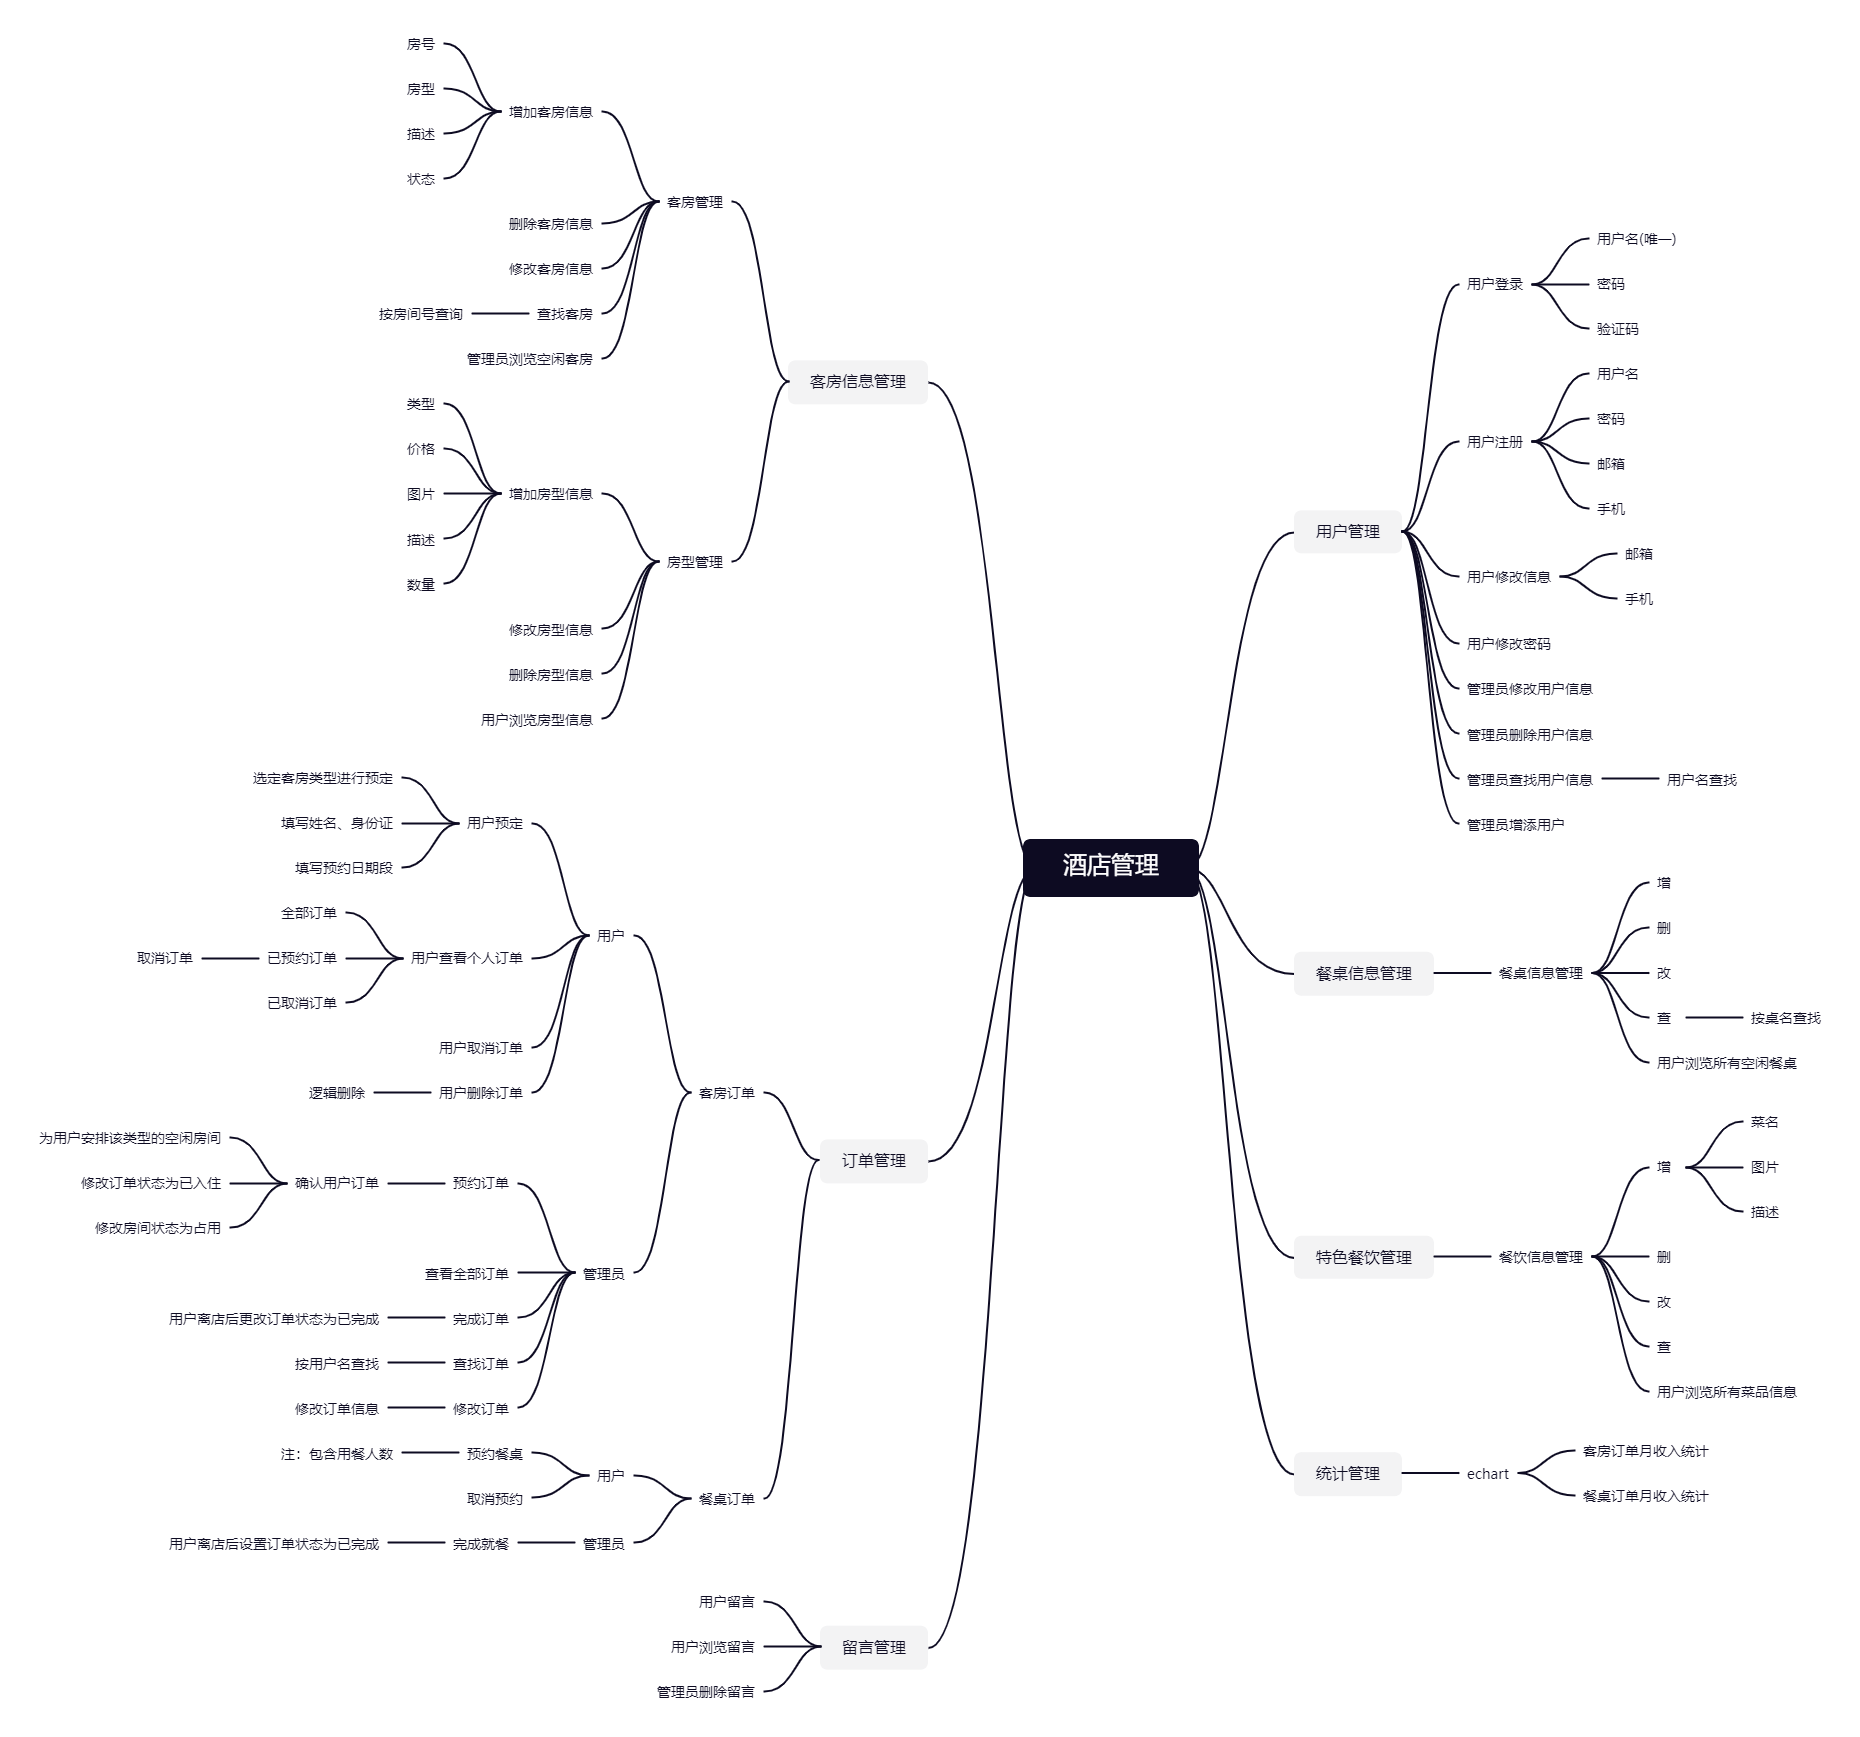 酒店管理
用户管理
用户登录
用户名(唯一)
密码
验证码
用户注册
用户名
密码
邮箱
手机
用户修改信息
邮箱
手机
用户修改密码
管理员修改用户信息
管理员删除用户信息
管理员查找用户信息
用户名查找
管理员增添用户
餐桌信息管理
餐桌信息管理
增
删
改
查
按桌名查找
用户浏览所有空闲餐桌
特色餐饮管理
餐饮信息管理
增
菜名
图片
描述
删
改
查
用户浏览所有菜品信息
统计管理
echart
客房订单月收入统计
餐桌订单月收入统计
客房信息管理
客房管理
增加客房信息
房号
房型
描述
状态
删除客房信息
修改客房信息
查找客房
按房间号查询
管理员浏览空闲客房
房型管理
增加房型信息
类型
价格
图片
描述
数量
修改房型信息
删除房型信息
用户浏览房型信息
订单管理
客房订单
用户
用户预定
选定客房类型进行预定
填写姓名、身份证
填写预约日期段
用户查看个人订单
全部订单
已预约订单
取消订单
已取消订单
用户取消订单
用户删除订单
逻辑删除
管理员
预约订单
确认用户订单
为用户安排该类型的空闲房间
修改订单状态为已入住
修改房间状态为占用
查看全部订单
完成订单
用户离店后更改订单状态为已完成
查找订单
按用户名查找
修改订单
修改订单信息
餐桌订单
用户
预约餐桌
注：包含用餐人数
取消预约
管理员
完成就餐
用户离店后设置订单状态为已完成
留言管理
用户留言
用户浏览留言
管理员删除留言